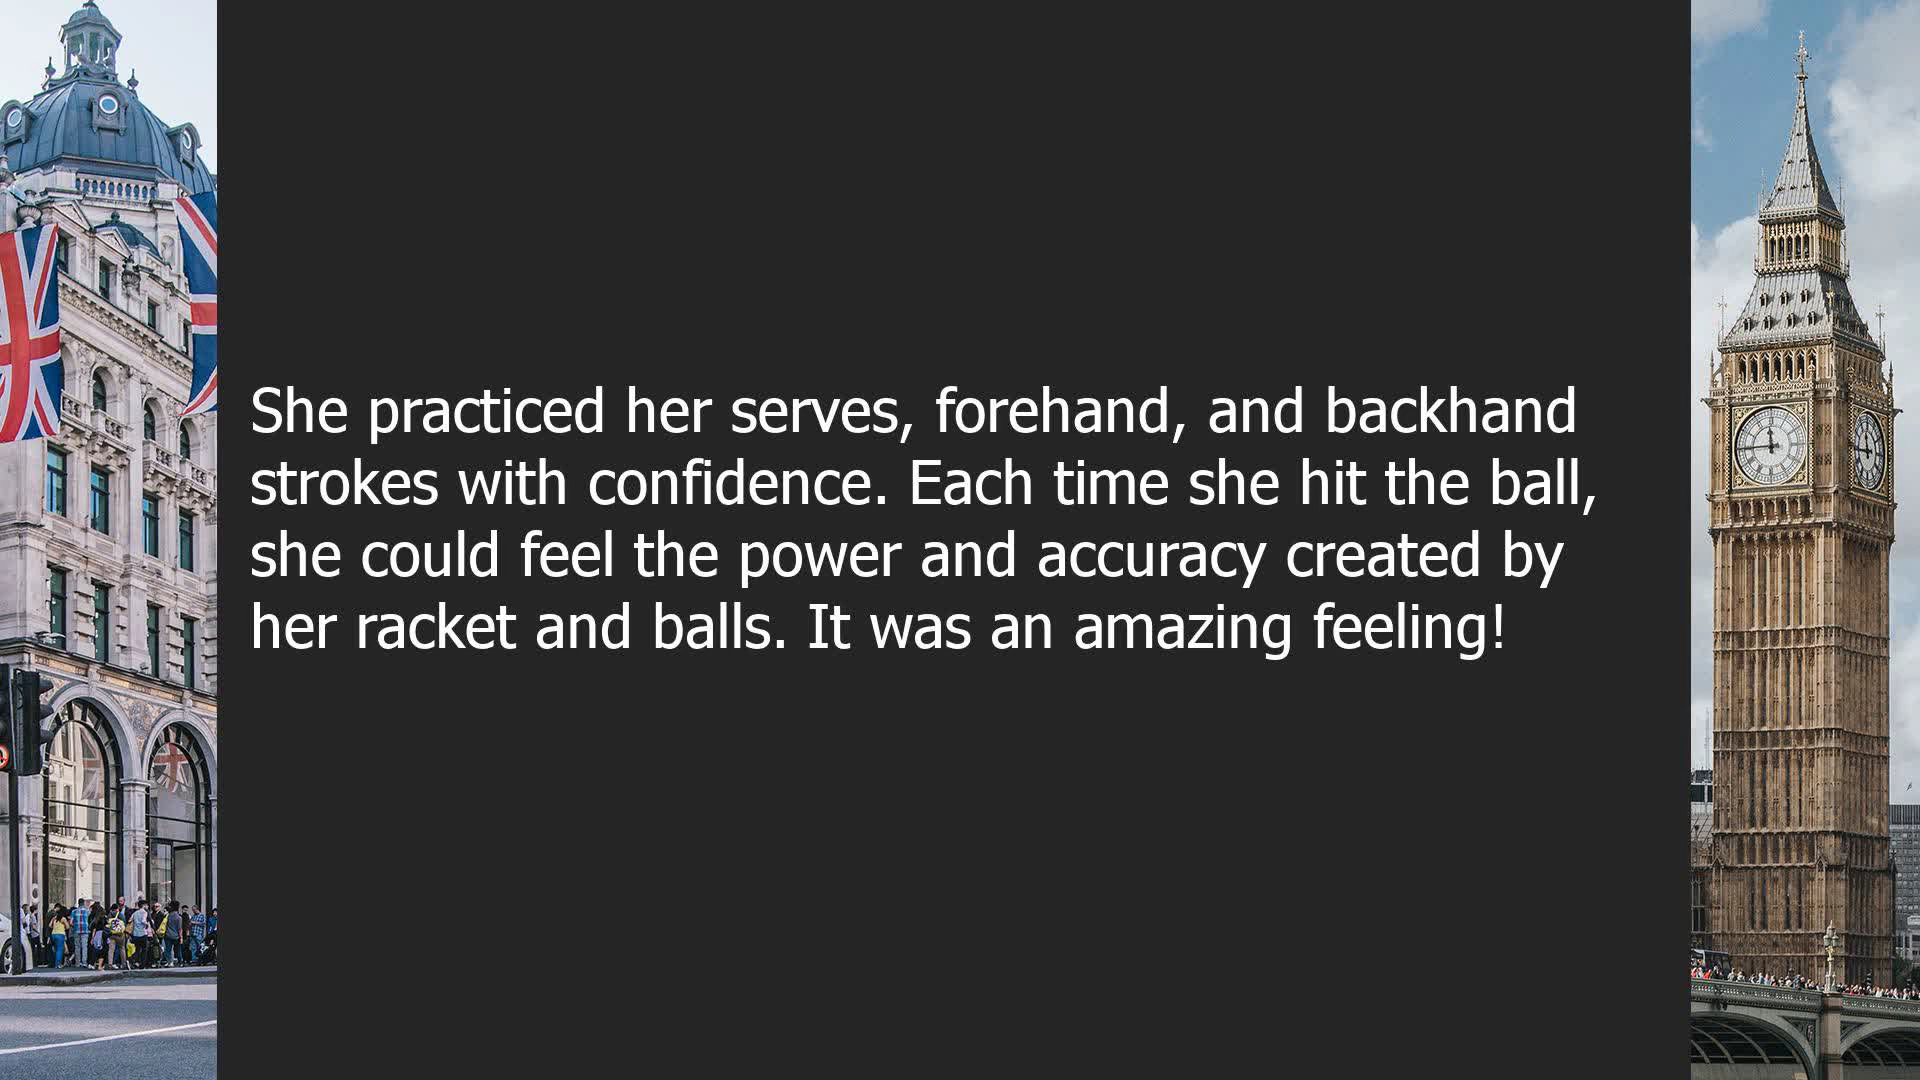 She practiced her serves, forehand, and backhand
strokes with confidence. Each time she hit the ball,
she could feel the power and accuracy created by
her racket and balls. It was an amazing feeling!